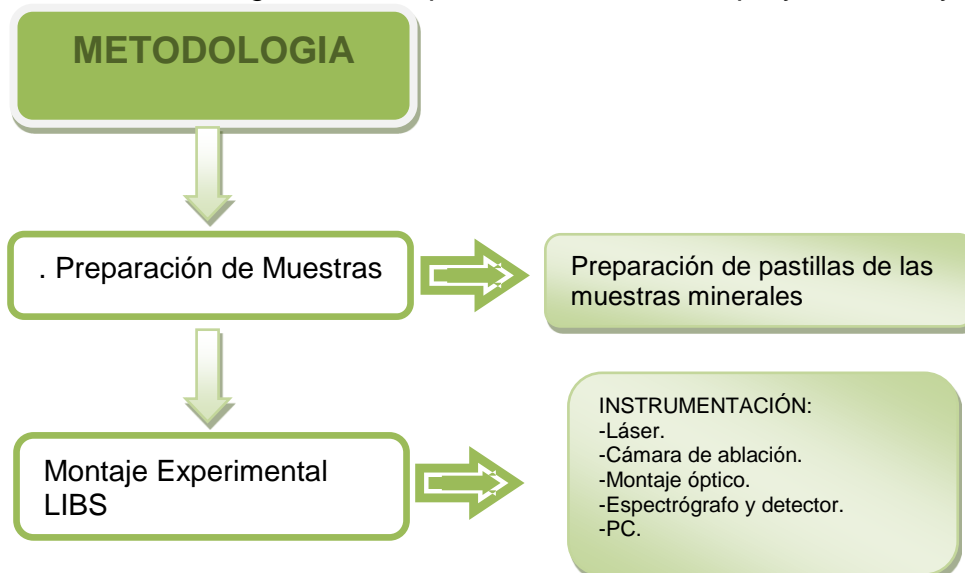 METODOLOGIA
. Preparación de Muestras
Preparación de pastillas de las
muestras minerales
Montaje Experimental
LIBS
INSTRUMENTACIÓN:
-Láser.
-Cámara de ablación.
-Montaje óptico.
-Espectrógrafo y detector.
-PC.